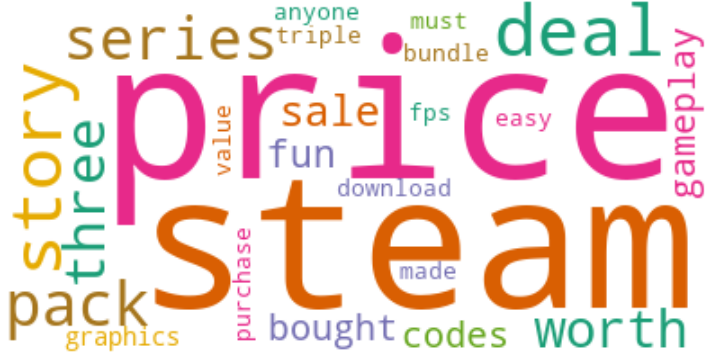 anyone
must
deal
series
triple
bundle
price
gameplay
story
three
value
sale
fps
easy
fun
download
steam
made
purchase
pack
graphics
bought
codes
worth